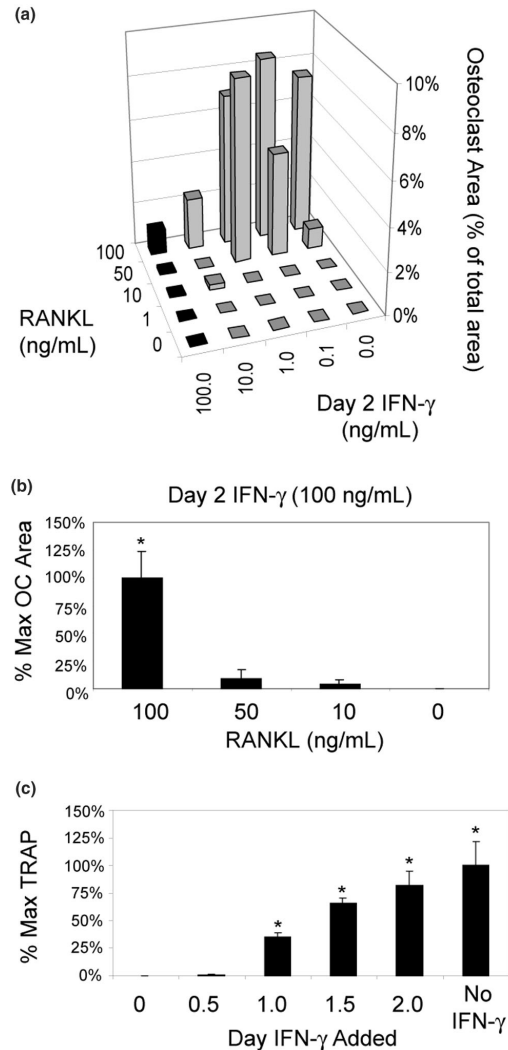 (a)
Osteoclast Area (% of total area)
10%
8%
6%
4%
2%
0%
100
50
10
1
0
RANKL
(ng/mL)
100.0
10.0
1.0
0.1
0.0
Day 2 IFN-γ
(ng/mL)
(b)
Day 2 IFN-γ (100 ng/mL)
% Max OC Area
150%
125%
100%
75%
50%
25%
0%
*
100 50 10 0
RANKL (ng/mL)
(c)
% Max TRAP
150%
125%
100%
75%
50%
25%
0%
* * * *
0 0.5 1.0 1.5 2.0 No
IFN-γ
Day IFN-γ Added